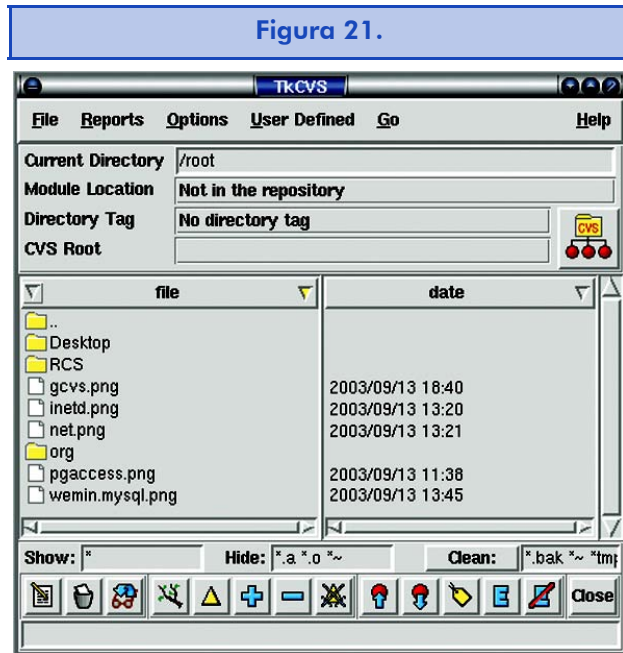 Figura 21.
TkCVS
File Reports Options User Defined Go Help
Current Directory /root
Module Location Not in the repository
Directory Tag No directory tag
CVS Root
CVS
file date
..
Desktop
RCS
gcvs.png 2003/09/13 18:40
inetd.png 2003/09/13 13:20
net.png 2003/09/13 13:21
org
pgaccess.png 2003/09/13 11:38
wemin.mysql.png 2003/09/13 13:45
Show: * Hide: *.a *.o *~ Clean: *.bak *~ *tmp
E Close